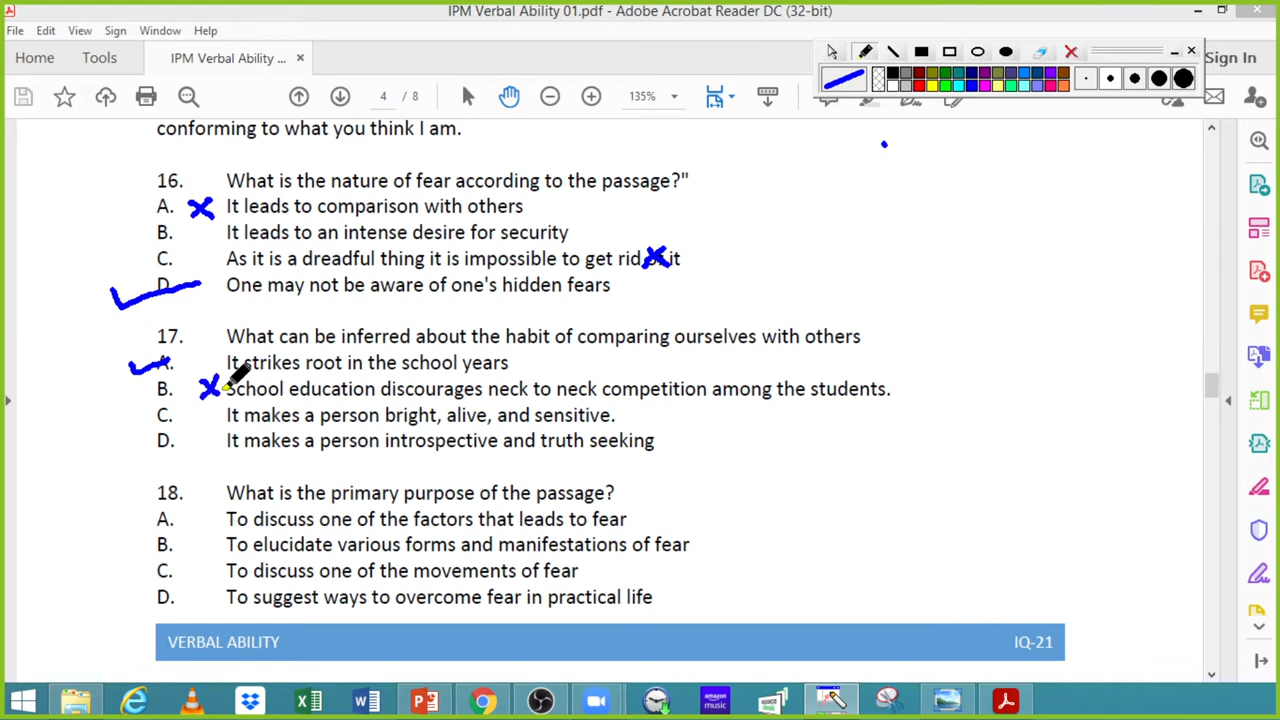 IPM Verbal Ability 01.pdf - Adobe Acrobat Reader DC (32-bit)
File Edit View Sign Window Help
Home Tools IPM Verbal Ability ... × Sign In
4 / 8 135%
conforming to what you think I am.
16. What is the nature of fear according to the passage?"
A. It leads to comparison with others
B. It leads to an intense desire for security
C. As it is a dreadful thing it is impossible to get rid of it
D. One may not be aware of one's hidden fears
17. What can be inferred about the habit of comparing ourselves with others
A. It strikes root in the school years
B. School education discourages neck to neck competition among the students.
C. It makes a person bright, alive, and sensitive.
D. It makes a person introspective and truth seeking
18. What is the primary purpose of the passage?
A. To discuss one of the factors that leads to fear
B. To elucidate various forms and manifestations of fear
C. To discuss one of the movements of fear
D. To suggest ways to overcome fear in practical life
VERBAL ABILITY IQ-21
amazon music